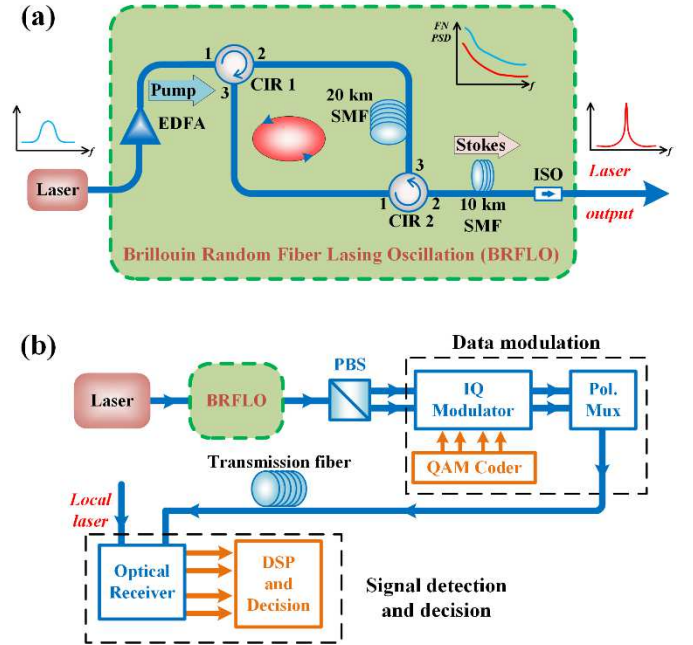 (a)
FN
PSD
f
1
2
3
CIR 1
Pump
EDFA
20 km
SMF
f
f
Laser
Stokes
3
1
2
CIR 2
10 km
SMF
ISO
Laser
output
Brillouin Random Fiber Lasing Oscillation (BRFLO)
(b)
Data modulation
PBS
Laser
BRFLO
IQ
Modulator
Pol.
Mux
QAM Coder
Transmission fiber
Local
laser
Optical
Receiver
DSP
and
Decision
Signal detection
and decision